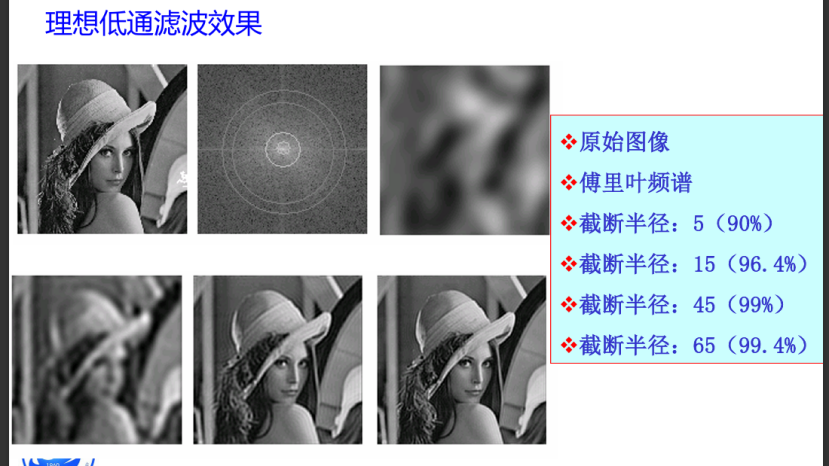 理想低通滤波效果
原始图像
傅里叶频谱
截断半径：5（90%）
截断半径：15（96.4%）
截断半径：45（99%）
截断半径：65（99.4%）